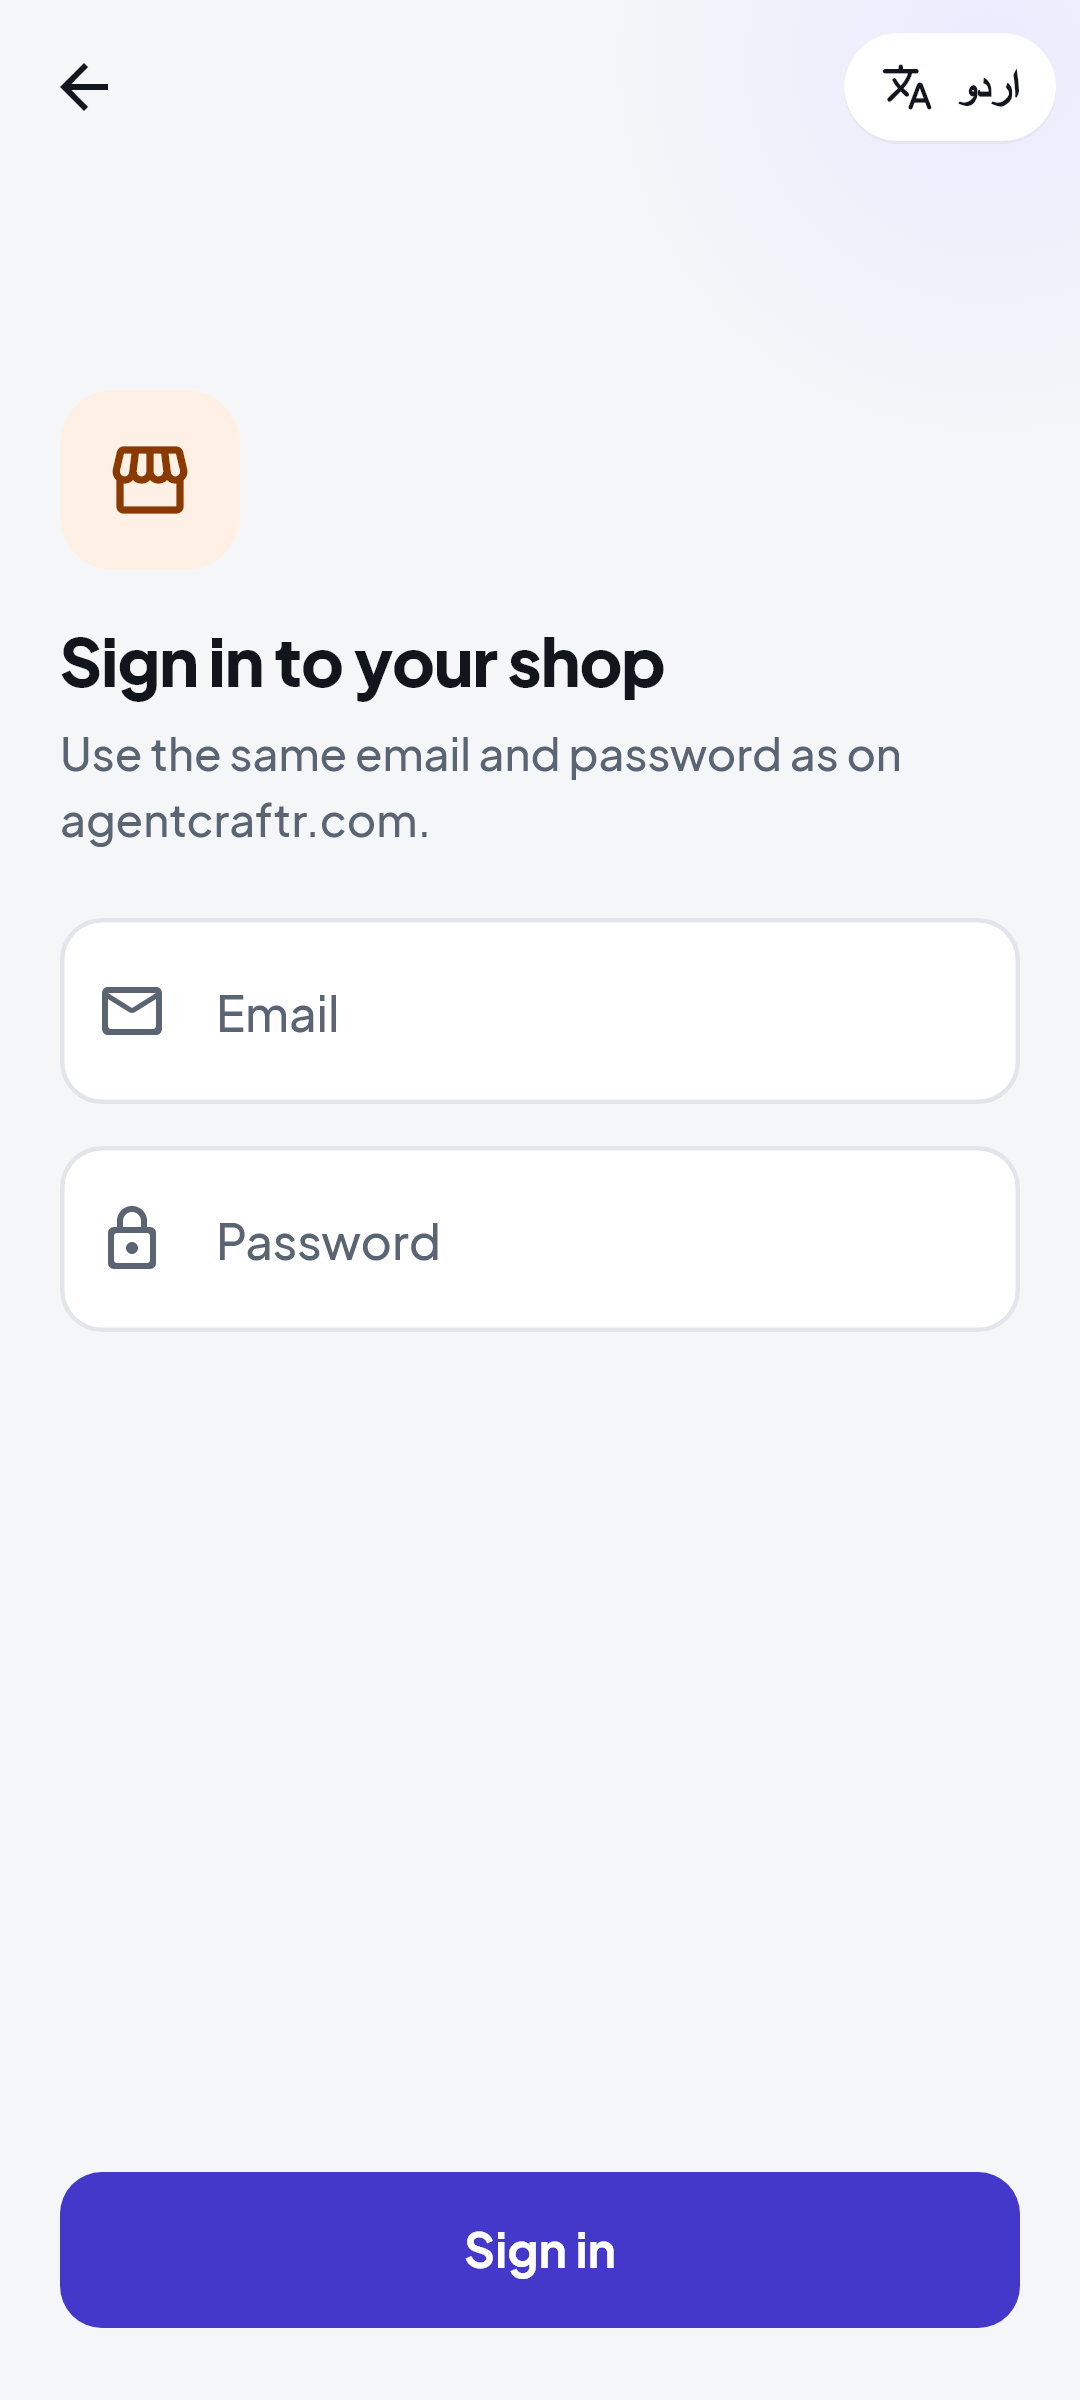 اردو
Sign in to your shop
Use the same email and password as on
agentcraftr.com.
Email
Password
Sign in